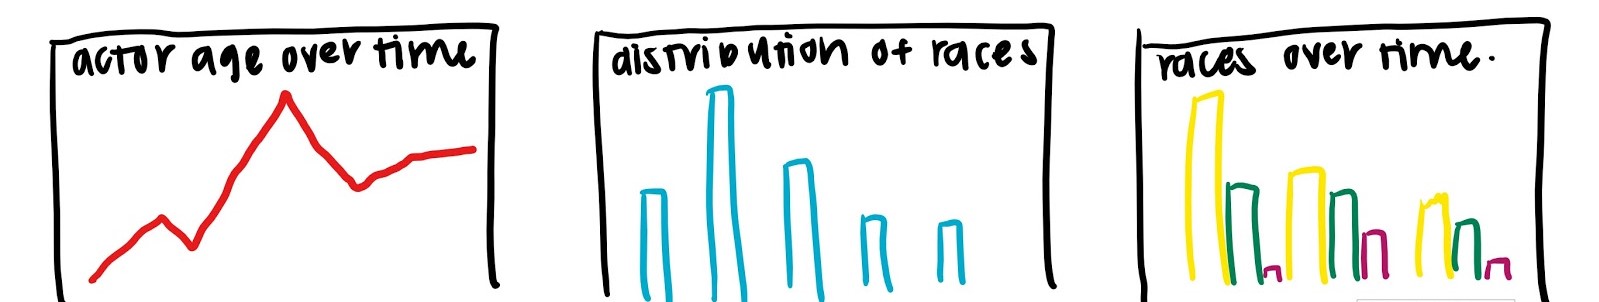 actor age over time
distribution of races
races over time.